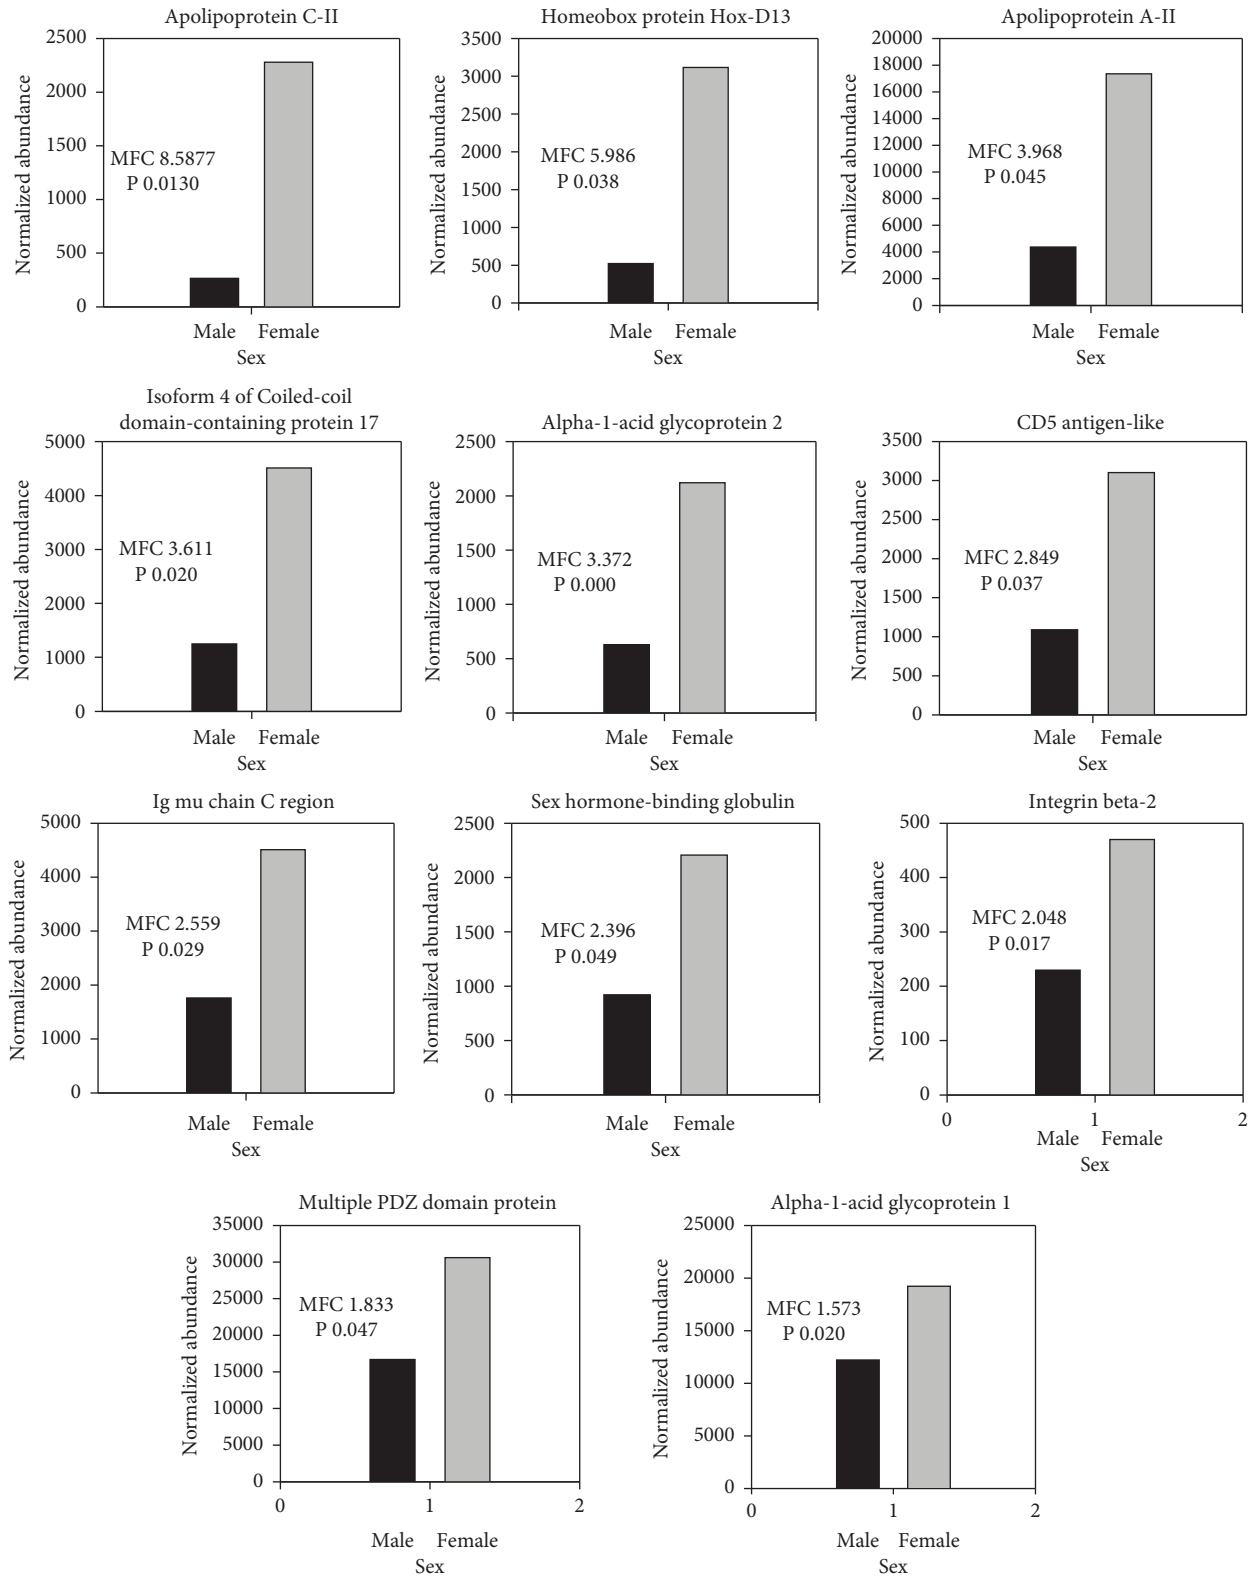 Apolipoprotein C-II
Normalized abundance
2500
2000
1500
1000
500
0
MFC 8.5877
P 0.0130
Male Female
Sex
Homeobox protein Hox-D13
Normalized abundance
3500
3000
2500
2000
1500
1000
500
0
MFC 5.986
P 0.038
Male Female
Sex
Apolipoprotein A-II
Normalized abundance
20000
18000
16000
14000
12000
10000
8000
6000
4000
2000
0
MFC 3.968
P 0.045
Male Female
Sex
Isoform 4 of Coiled-coil
domain-containing protein 17
Normalized abundance
5000
4000
3000
2000
1000
0
MFC 3.611
P 0.020
Male Female
Sex
Alpha-1-acid glycoprotein 2
Normalized abundance
2500
2000
1500
1000
500
0
MFC 3.372
P 0.000
Male Female
Sex
CD5 antigen-like
Normalized abundance
3500
3000
2500
2000
1500
1000
500
0
MFC 2.849
P 0.037
Male Female
Sex
Ig mu chain C region
Normalized abundance
5000
4000
3000
2000
1000
0
MFC 2.559
P 0.029
Male Female
Sex
Sex hormone-binding globulin
Normalized abundance
2500
2000
1500
1000
500
0
MFC 2.396
P 0.049
Male Female
Sex
Integrin beta-2
Normalized abundance
500
400
300
200
100
0
MFC 2.048
P 0.017
0 1 2
Male Female
Sex
Multiple PDZ domain protein
Normalized abundance
35000
30000
25000
20000
15000
10000
5000
0
MFC 1.833
P 0.047
0 1 2
Male Female
Sex
Alpha-1-acid glycoprotein 1
Normalized abundance
25000
20000
15000
10000
5000
0
MFC 1.573
P 0.020
0 1 2
Male Female
Sex